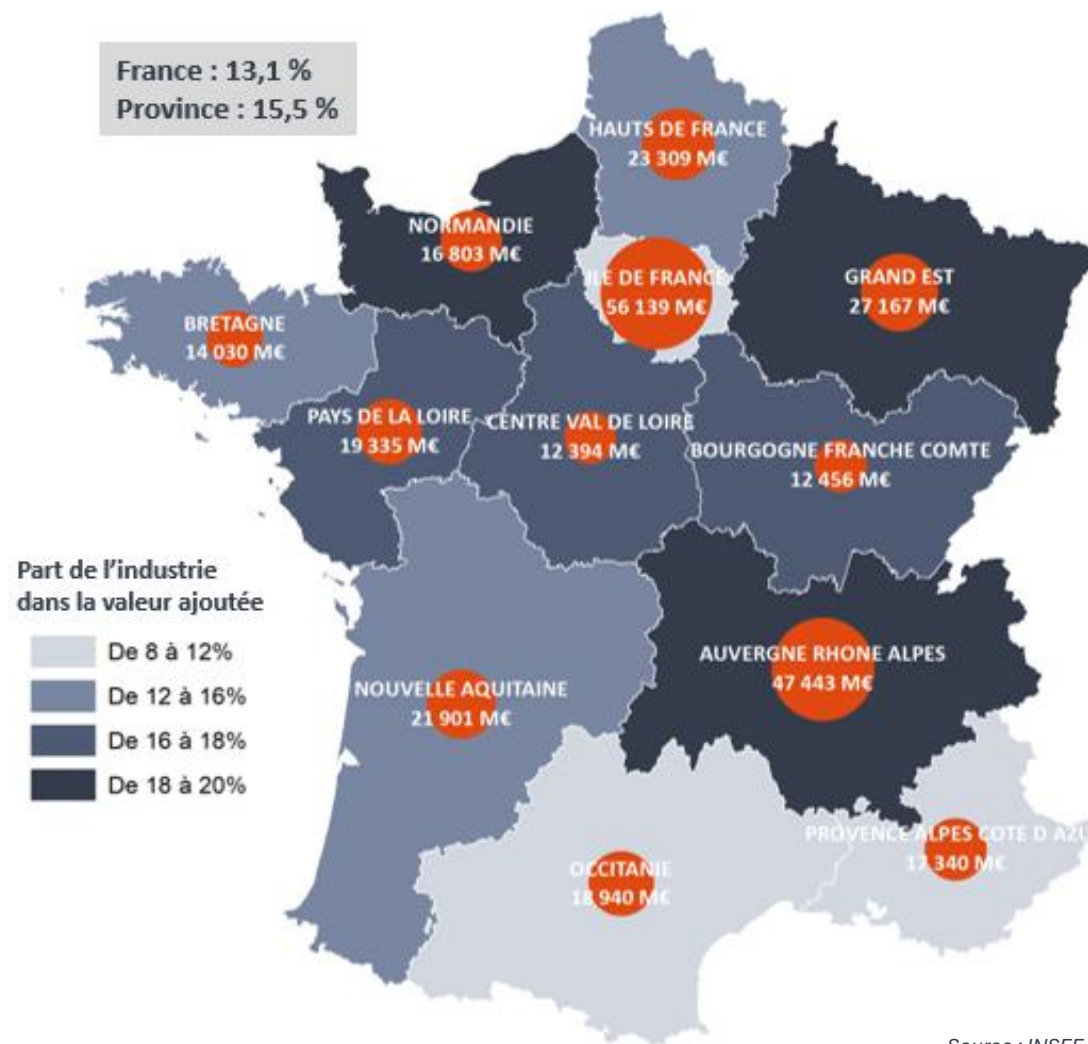 France : 13,1 %
Province : 15,5 %
HAUTS DE FRANCE
23 309 M€
NORMANDIE
16 803 M€
ILE DE FRANCE
56 139 M€
GRAND EST
27 167 M€
BRETAGNE
14 030 M€
PAYS DE LA LOIRE
19 335 M€
CENTRE VAL DE LOIRE
12 394 M€
BOURGOGNE FRANCHE COMTE
12 456 M€
Part de l'industrie
dans la valeur ajoutée
De 8 à 12%
De 12 à 16%
De 16 à 18%
De 18 à 20%
AUVERGNE RHONE ALPES
47 443 M€
NOUVELLE AQUITAINE
21 901 M€
PROVENCE ALPES COTE D AZU
17 340 M€
OCCITANIE
18 940 M€
Source : INSEE